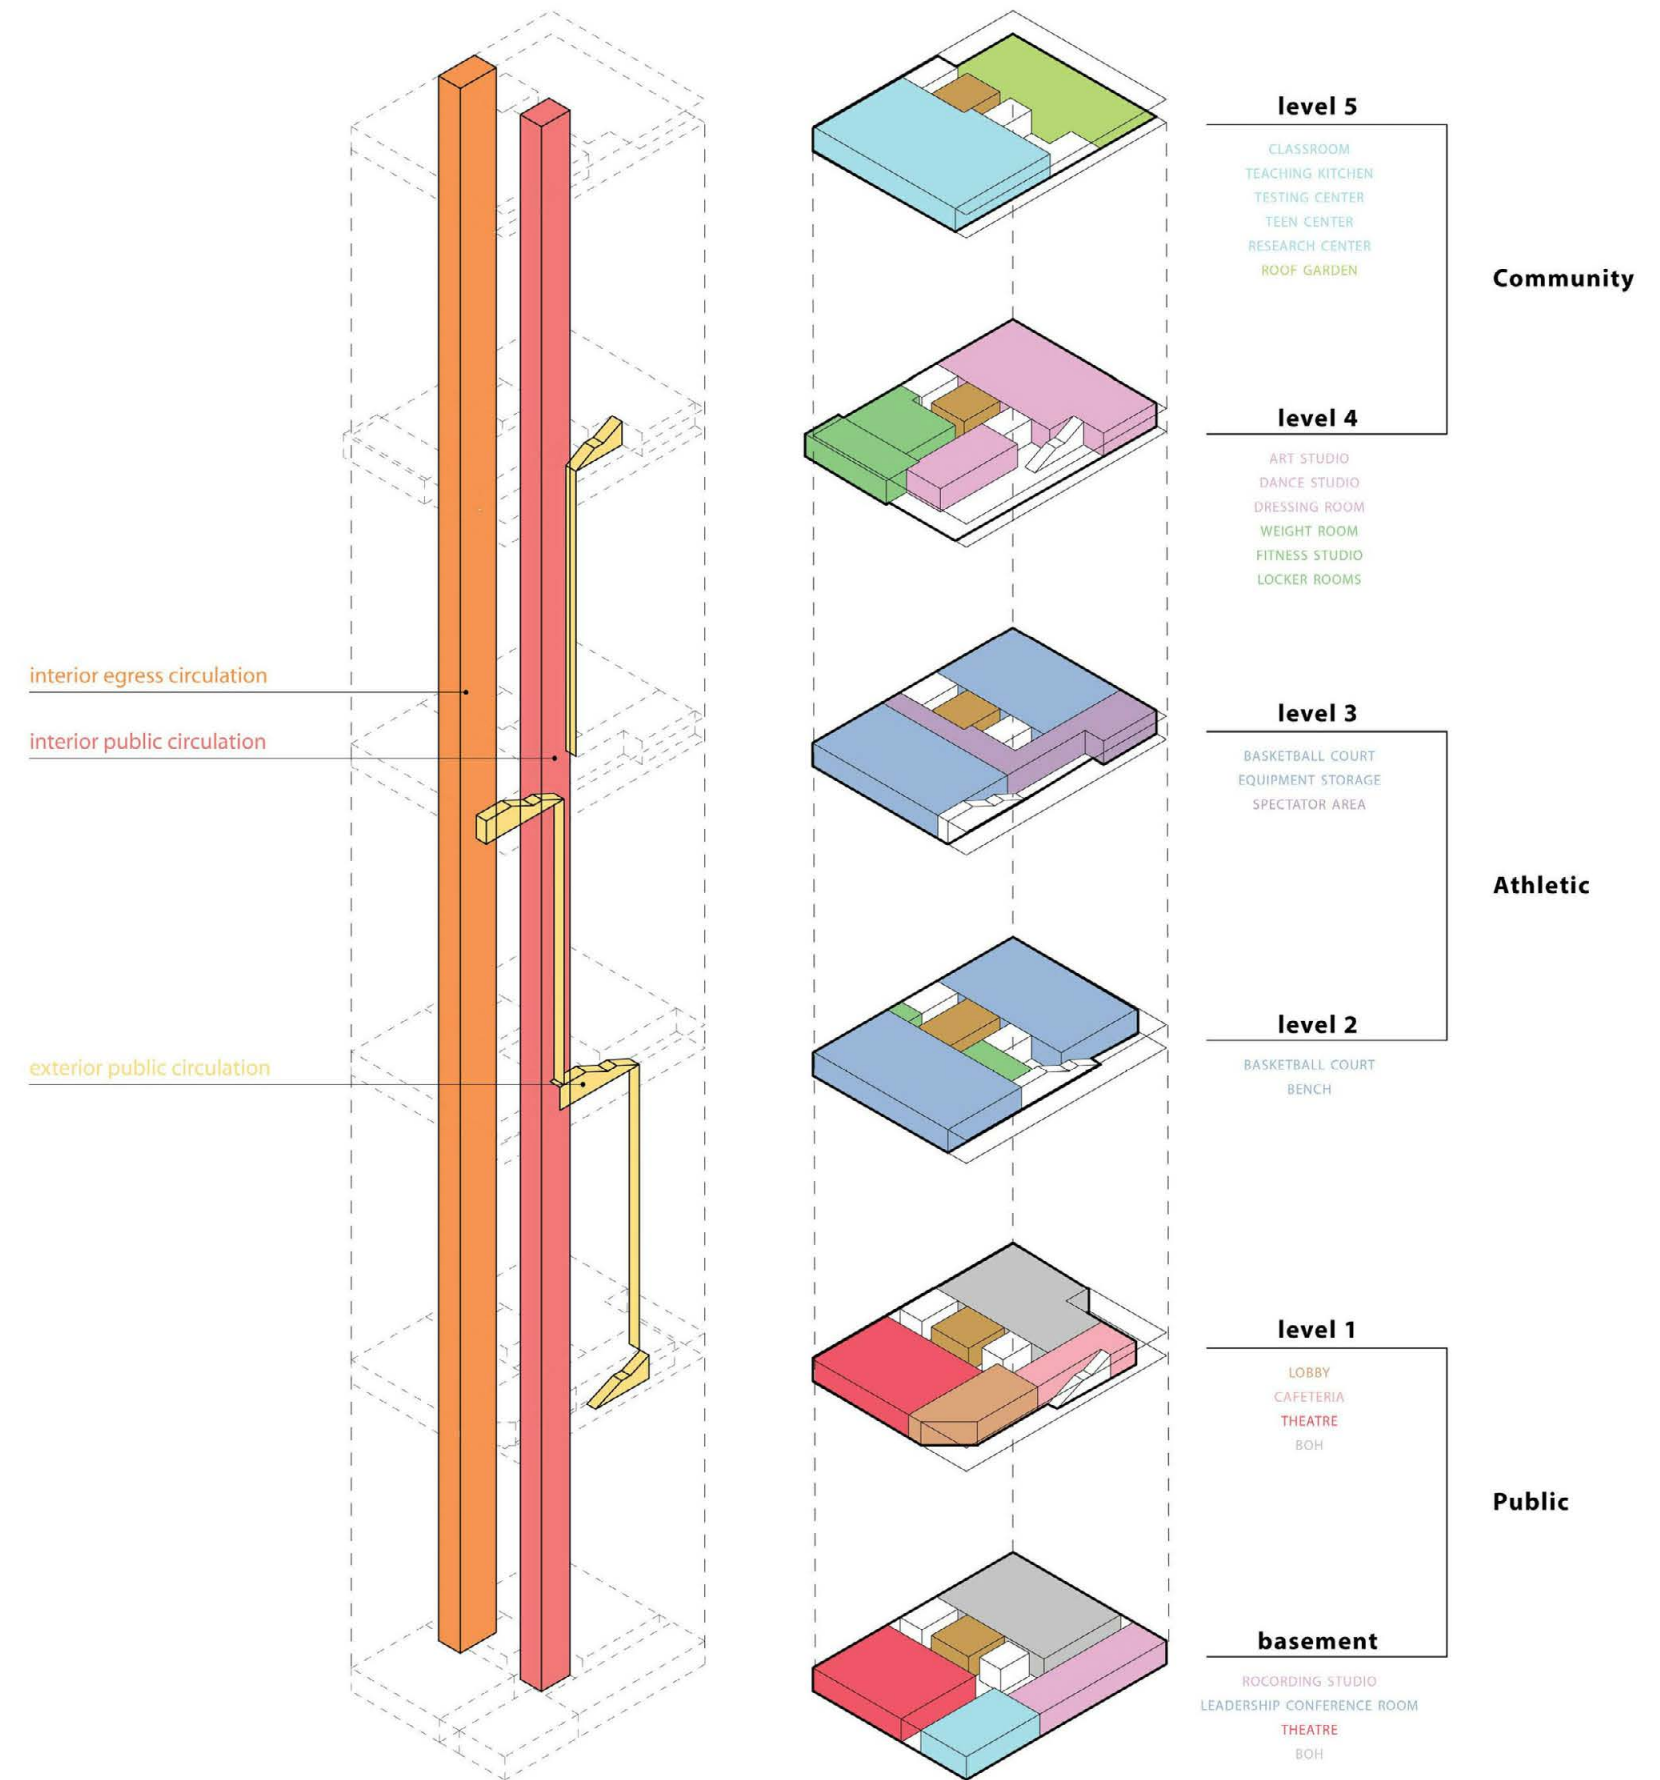 level 5
CLASSROOM
TEACHING KITCHEN
TESTING CENTER
TEEN CENTER
RESEARCH CENTER
ROOF GARDEN
Community
level 4
ART STUDIO
DANCE STUDIO
DRESSING ROOM
WEIGHT ROOM
FITNESS STUDIO
LOCKER ROOMS
interior egress circulation
interior public circulation
level 3
BASKETBALL COURT
EQUIPMENT STORAGE
SPECTATOR AREA
Athletic
level 2
BASKETBALL COURT
BENCH
exterior public circulation
level 1
LOBBY
CAFETERIA
THEATRE
BOH
Public
basement
ROCORDING STUDIO
LEADERSHIP CONFERENCE ROOM
THEATRE
BOH